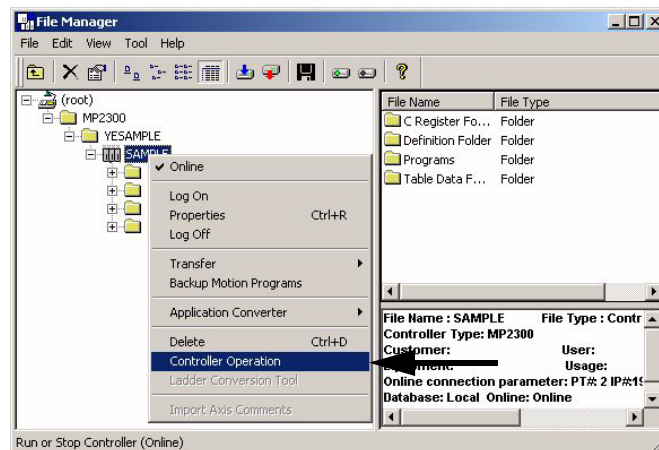 File Manager
File Edit View Tool Help
(root)
MP2300
YESAMPLE
SAMPLE
✓ Online
Log On
Properties Ctrl+R
Log Off
Transfer
Backup Motion Programs
Application Converter
Delete Ctrl+D
Controller Operation
Ladder Conversion Tool
Import Axis Comments
File Name File Type
C Register Fo... Folder
Definition Folder Folder
Programs Folder
Table Data F... Folder
File Name : SAMPLE File Type : Contr
Controller Type: MP2300
Customer: User:
Usage:
Online connection parameter: PT#: 2 IP#19
Database: Local Online: Online
Run or Stop Controller (Online)